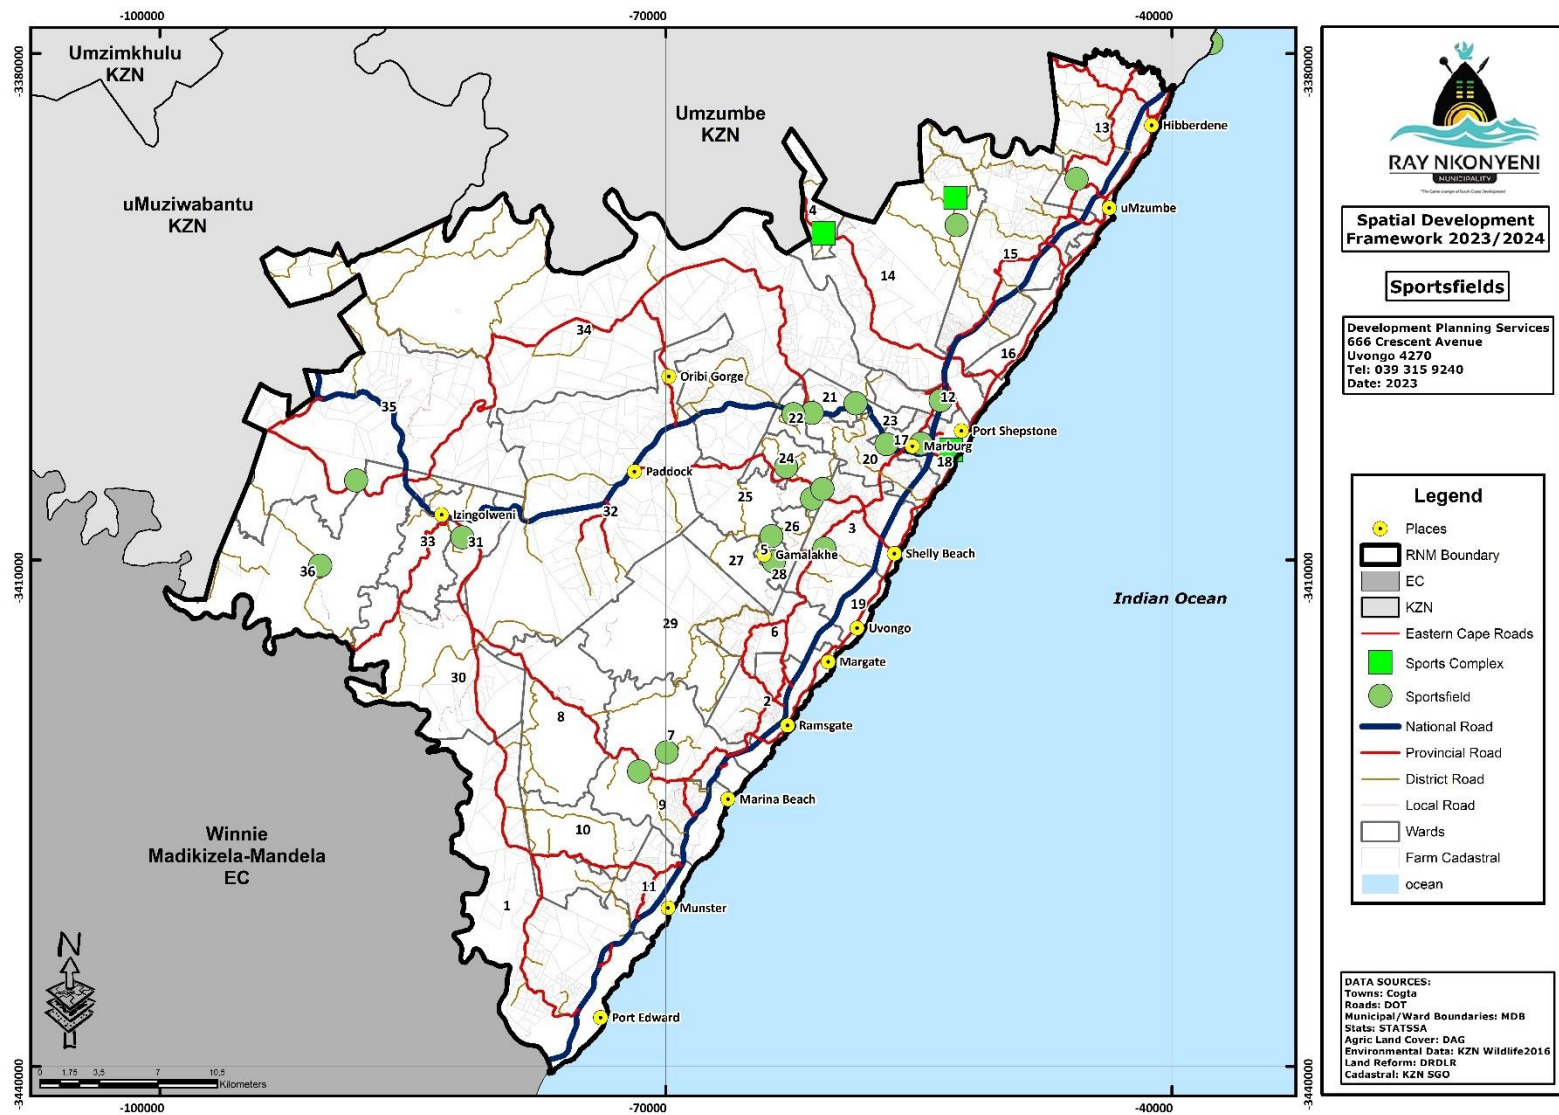 -100000
-70000
-40000
-3380000
-3380000
Umzimkhulu
KZN
Umzumbe
KZN
uMuziwabantu
KZN
13
Hibberdene
uMzumbe
4
15
14
34
16
Oribi Gorge
35
21
22
12
23
17
Port Shepstone
Marburg
18
20
24
Paddock
25
Izingolweni
32
26
3
33
31
5
Gamalakhe
Shelly Beach
27
28
36
-3410000
-3410000
Indian Ocean
19
Uvongo
29
6
Margate
30
2
8
Ramsgate
7
Marina Beach
9
10
Winnie
Madikizela-Mandela
EC
11
1
Munster
Port Edward
N
0 1,75 3,5 7 10,5
Kilometers
-3440000
-3440000
-100000
-70000
-40000
RAY NKONYENI
MUNICIPALITY
Spatial Development
Framework 2023/2024
Sportsfields
Development Planning Services
666 Crescent Avenue
Uvongo 4270
Tel: 039 315 9240
Date: 2023
Legend
Places
RNM Boundary
EC
KZN
Eastern Cape Roads
Sports Complex
Sportsfield
National Road
Provincial Road
District Road
Local Road
Wards
Farm Cadastral
ocean
DATA SOURCES:
Towns: Cogta
Roads: DOT
Municipal/Ward Boundaries: MDB
Stats: STATSSA
Agric Land Cover: DAG
Environmental Data: KZN Wildlife2016
Land Reform: DRDLR
Cadastral: KZN SGO